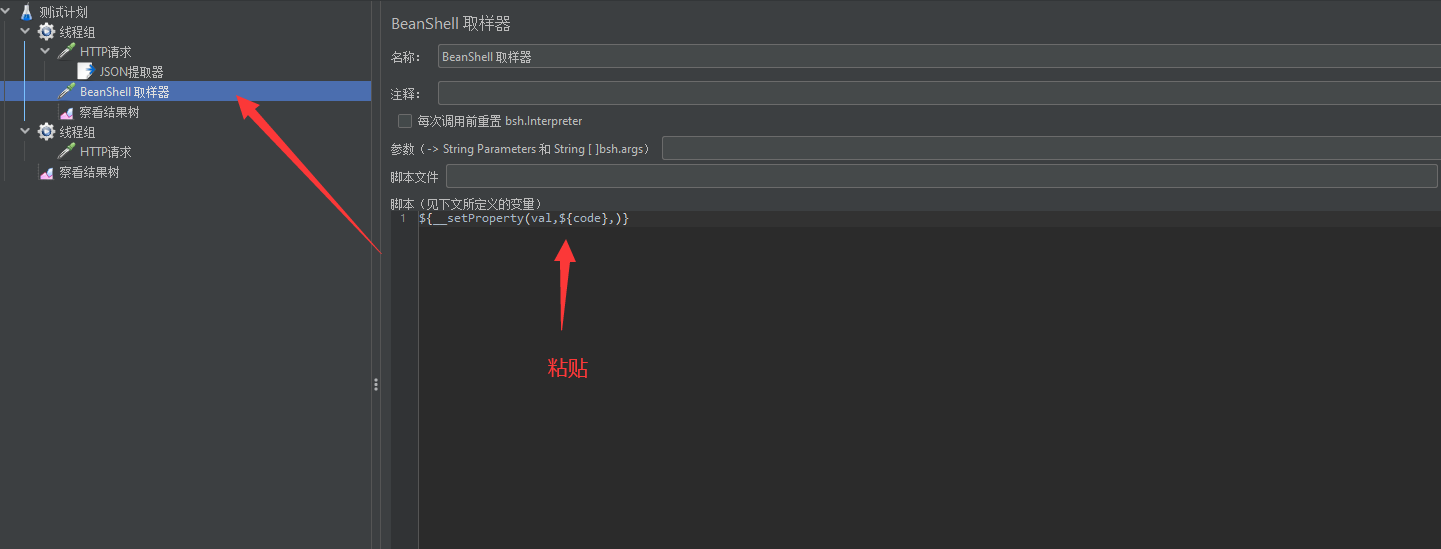 测试计划
线程组
HTTP请求
JSON提取器
BeanShell 取样器
察看结果树
线程组
HTTP请求
察看结果树
BeanShell 取样器
名称： BeanShell 取样器
注释：
每次调用前重置 bsh.Interpreter
参数（-> String Parameters 和 String [ ]bsh.args）
脚本文件
脚本（见下文所定义的变量）
1 ${__setProperty(val,${code},)}
粘贴